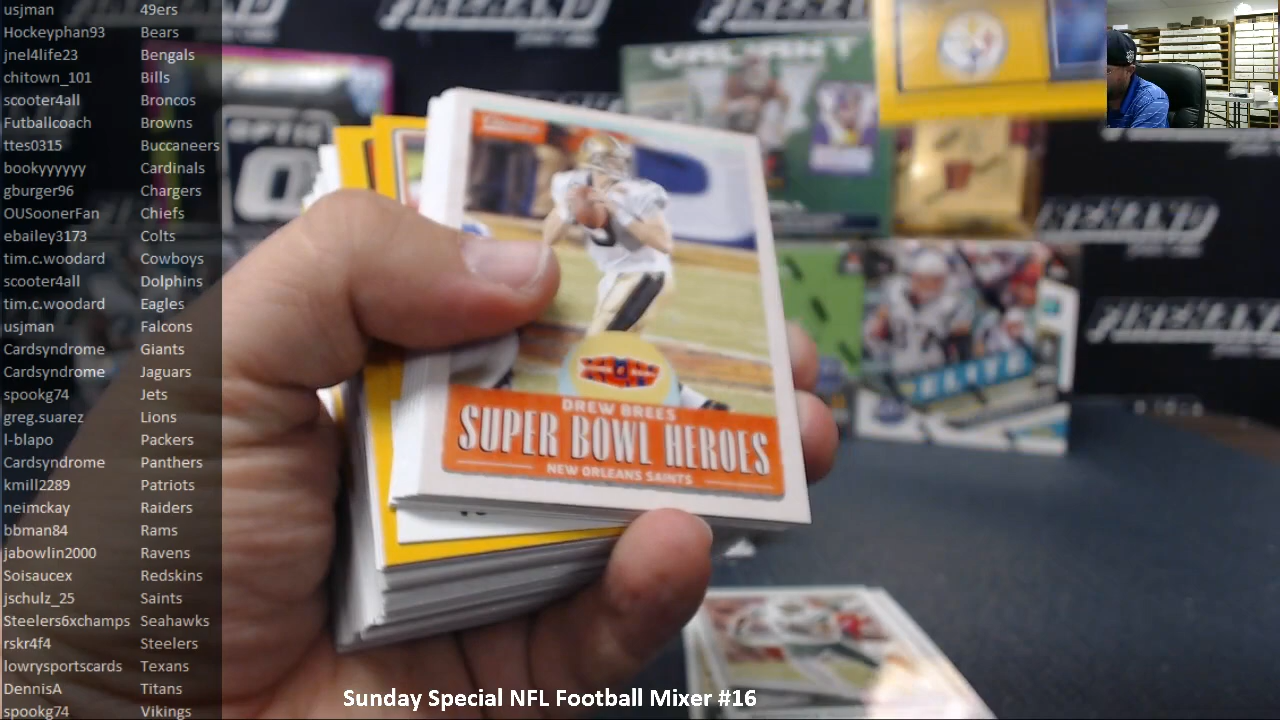 usjman 49ers
Hockeyphan93 Bears
jnel4life23 Bengals
chitown_101 Bills
scooter4all Broncos
Futballcoach Browns
ttes0315 Buccaneers
bookyyyyyy Cardinals
gburger96 Chargers
OUSoonerFan Chiefs
ebailey3173 Colts
tim.c.woodard Cowboys
scooter4all Dolphins
tim.c.woodard Eagles
usjman Falcons
Cardsyndrome Giants
Cardsyndrome Jaguars
spookg74 Jets
greg.suarez Lions
l-blapo Packers
Cardsyndrome Panthers
kmill2289 Patriots
neimckay Raiders
bbman84 Rams
jabowlin2000 Ravens
Soisaucex Redskins
jschulz_25 Saints
Steelers6xchamps Seahawks
rskr4f4 Steelers
lowrysportscards Texans
DennisA Titans
spookg74 Vikings
VALIANT
OPTIC
ELITE
DREW BREES
SUPER BOWL HEROES
NEW ORLEANS SAINTS
Sunday Special NFL Football Mixer #16